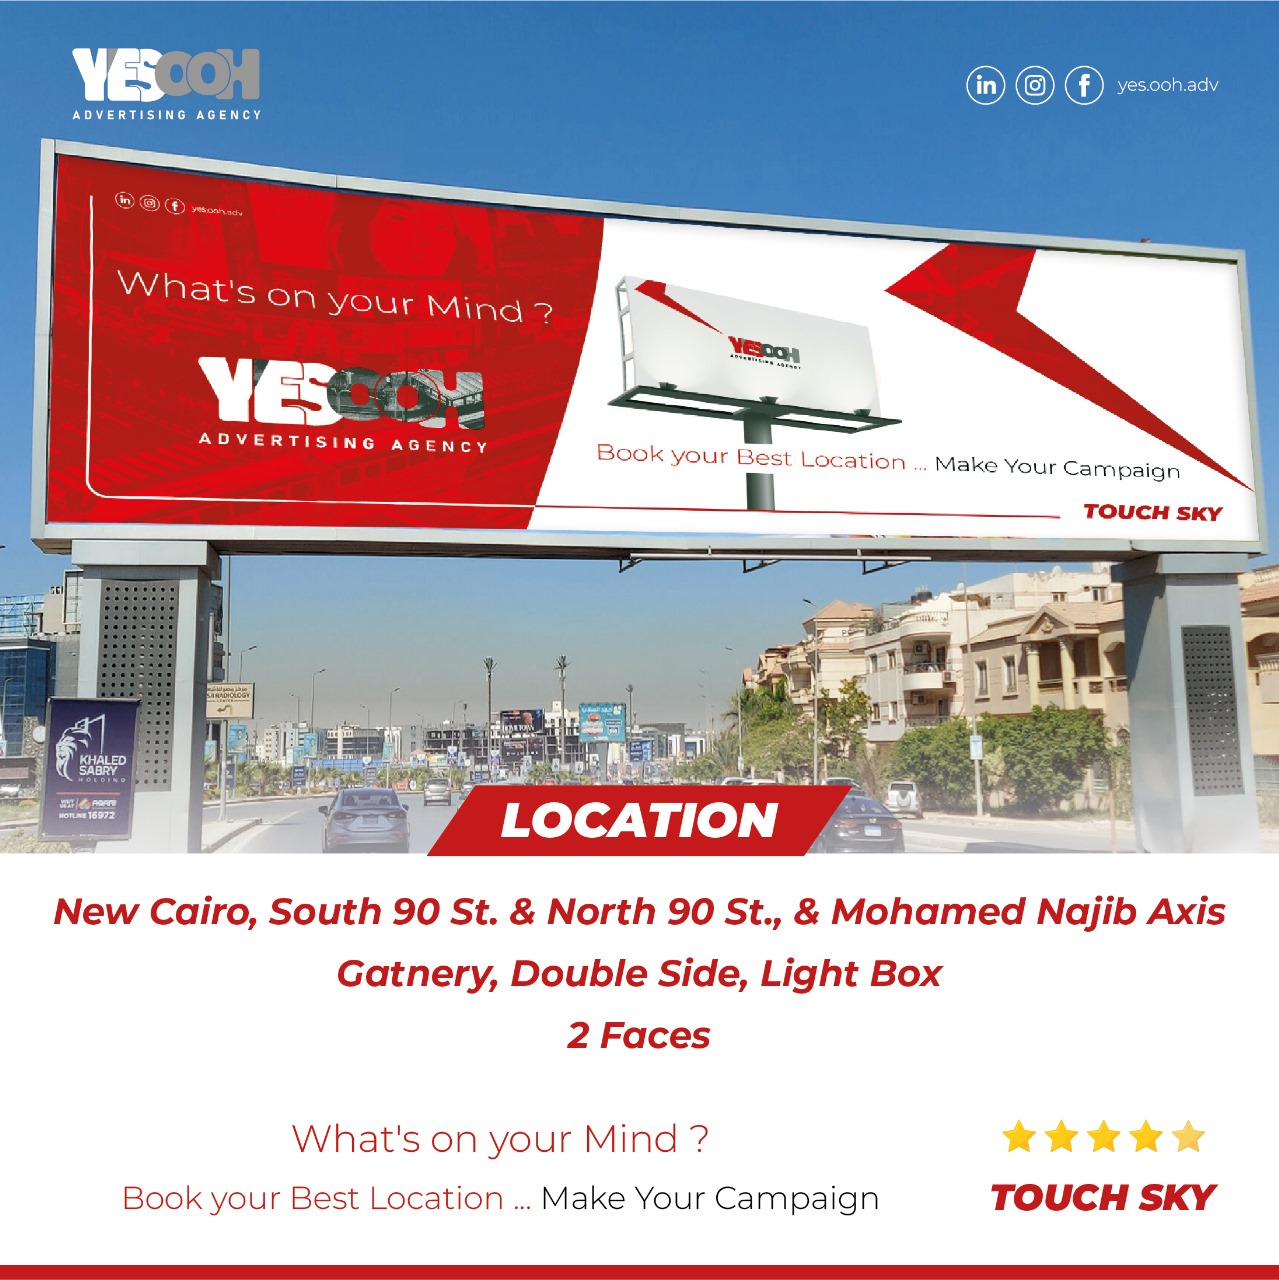 YESOOH
ADVERTISING AGENCY
yes.ooh.adv
yes.ooh.adv
What's on your Mind ?
YESOOH
ADVERTISING AGENCY
YESOOH
ADVERTISING AGENCY
Book your Best Location ... Make Your Campaign
TOUCH SKY
RADIOLOGY
KHALED
SABRY
HOLDING
HOTLINE 16972
LOCATION
New Cairo, South 90 St. & North 90 St., & Mohamed Najib Axis
Gatnery, Double Side, Light Box
2 Faces
What's on your Mind ?
Book your Best Location ... Make Your Campaign
TOUCH SKY